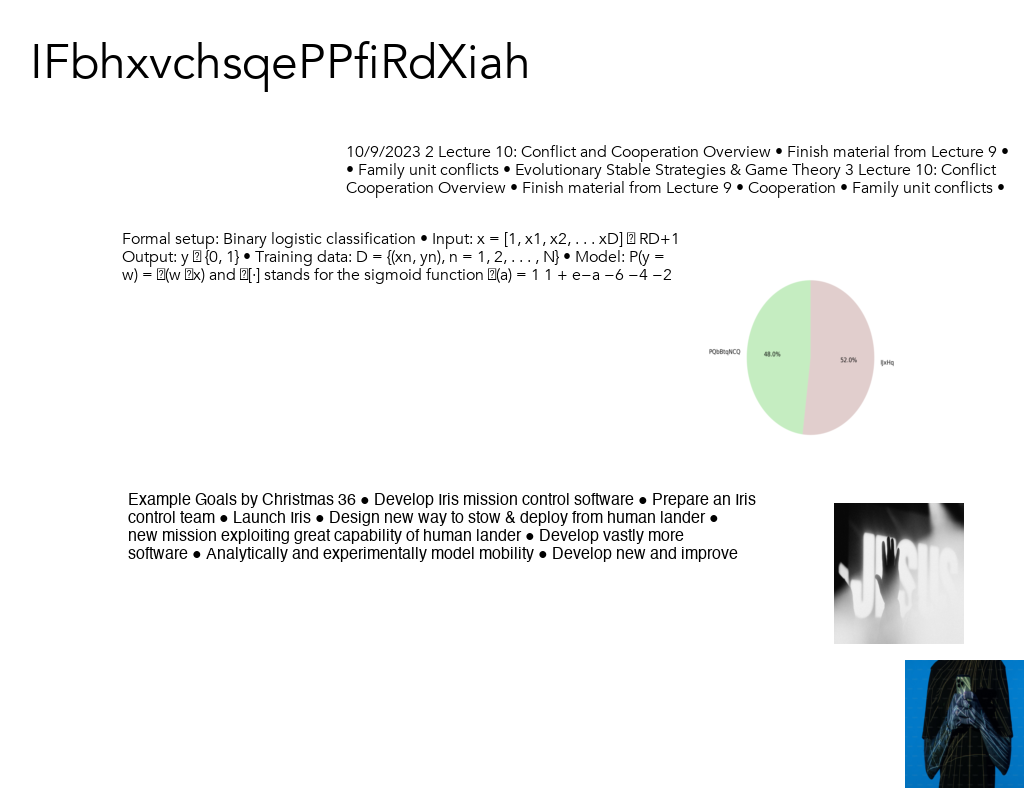 IFbhxvchsqePPfiRdXiah
10/9/2023 2 Lecture 10: Conflict and Cooperation Overview • Finish material from Lecture 9 •
• Family unit conflicts • Evolutionary Stable Strategies & Game Theory 3 Lecture 10: Conflict
Cooperation Overview • Finish material from Lecture 9 • Cooperation • Family unit conflicts •
Formal setup: Binary logistic classification • Input: x = [1, x1, x2, . . . xD] RD+1
Output: y {0, 1} • Training data: D = {(xn, yn), n = 1, 2, . . . , N} • Model: P(y =
w) = (w x) and [·] stands for the sigmoid function (a) = 1 1 + e−a −6 −4 −2
PQbBtqNCQ
48.0%
52.0%
Example Goals by Christmas 36 ● Develop Iris mission control software ● Prepare an Iris
control team ● Launch Iris ● Design new way to stow & deploy from human lander ●
new mission exploiting great capability of human lander ● Develop vastly more
software ● Analytically and experimentally model mobility ● Develop new and improve
JESUS